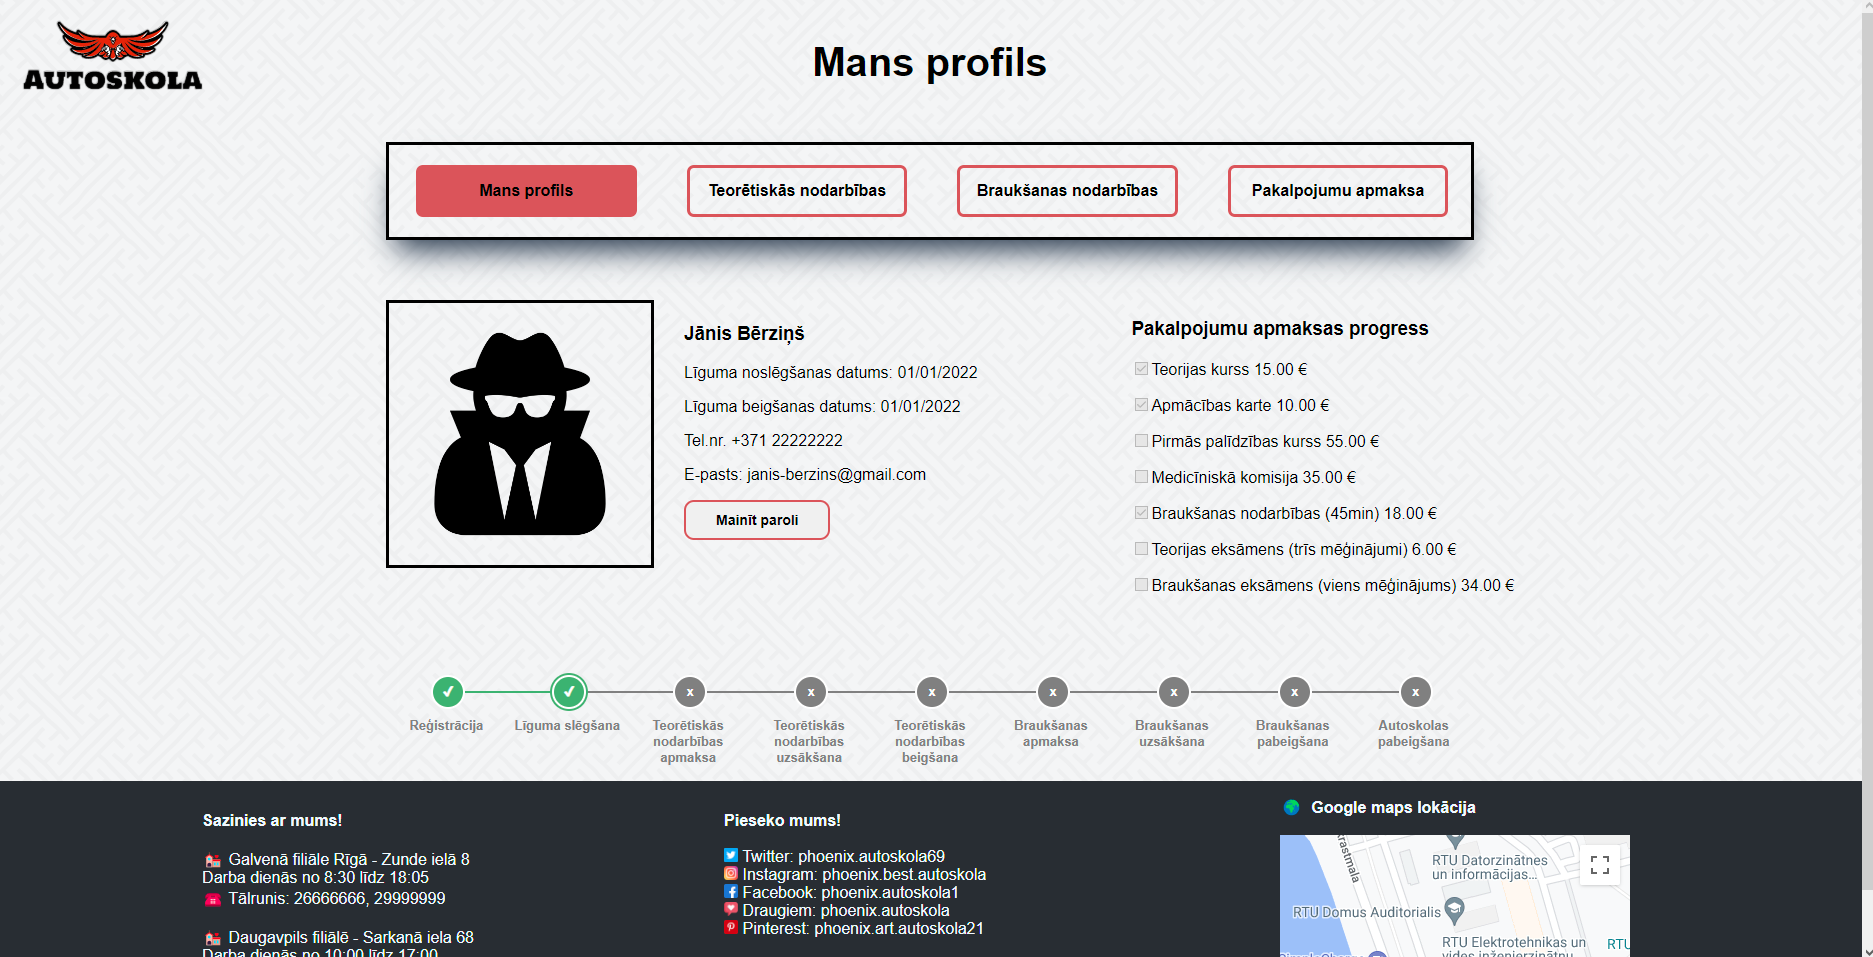 AUTOSKOLA
Mans profils
Mans profils
Teorētiskās nodarbības
Braukšanas nodarbības
Pakalpojumu apmaksa
Jānis Bērziņš
Līguma noslēgšanas datums: 01/01/2022
Līguma beigšanas datums: 01/01/2022
Tel.nr. +371 22222222
E-pasts: janis-berzins@gmail.com
Mainīt paroli
Pakalpojumu apmaksas progress
Teorijas kurss 15.00 €
Apmācības karte 10.00 €
Pirmās palīdzības kurss 55.00 €
Medicīniskā komisija 35.00 €
Braukšanas nodarbības (45min) 18.00 €
Teorijas eksāmens (trīs mēģinājumi) 6.00 €
Braukšanas eksāmens (viens mēģinājums) 34.00 €
x x x x x x x
Reģistrācija
Līguma slēgšana
Teorētiskās
nodarbības
apmaksa
Teorētiskās
nodarbības
uzsākšana
Teorētiskās
nodarbības
beigšana
Braukšanas
apmaksa
Braukšanas
uzsākšana
Braukšanas
pabeigšana
Autoskolas
pabeigšana
Sazinies ar mums!
Galvenā filiāle Rīgā - Zunde ielā 8
Darba dienās no 8:30 līdz 18:05
Tālrunis: 26666666, 29999999
Daugavpils filiālē - Sarkanā iela 68
Darba dienās no 10:00 līdz 17:00
Pieseko mums!
Twitter: phoenix.autoskola69
Instagram: phoenix.best.autoskola
Facebook: phoenix.autoskola1
Draugiem: phoenix.autoskola
Pinterest: phoenix.art.autoskola21
Google maps lokācija
krastmala
RTU Datorzinātnes
un informācijas...
RTU Domus Auditorialis
RTU Elektrotehnikas un
vides inženierzinātņu
RTU